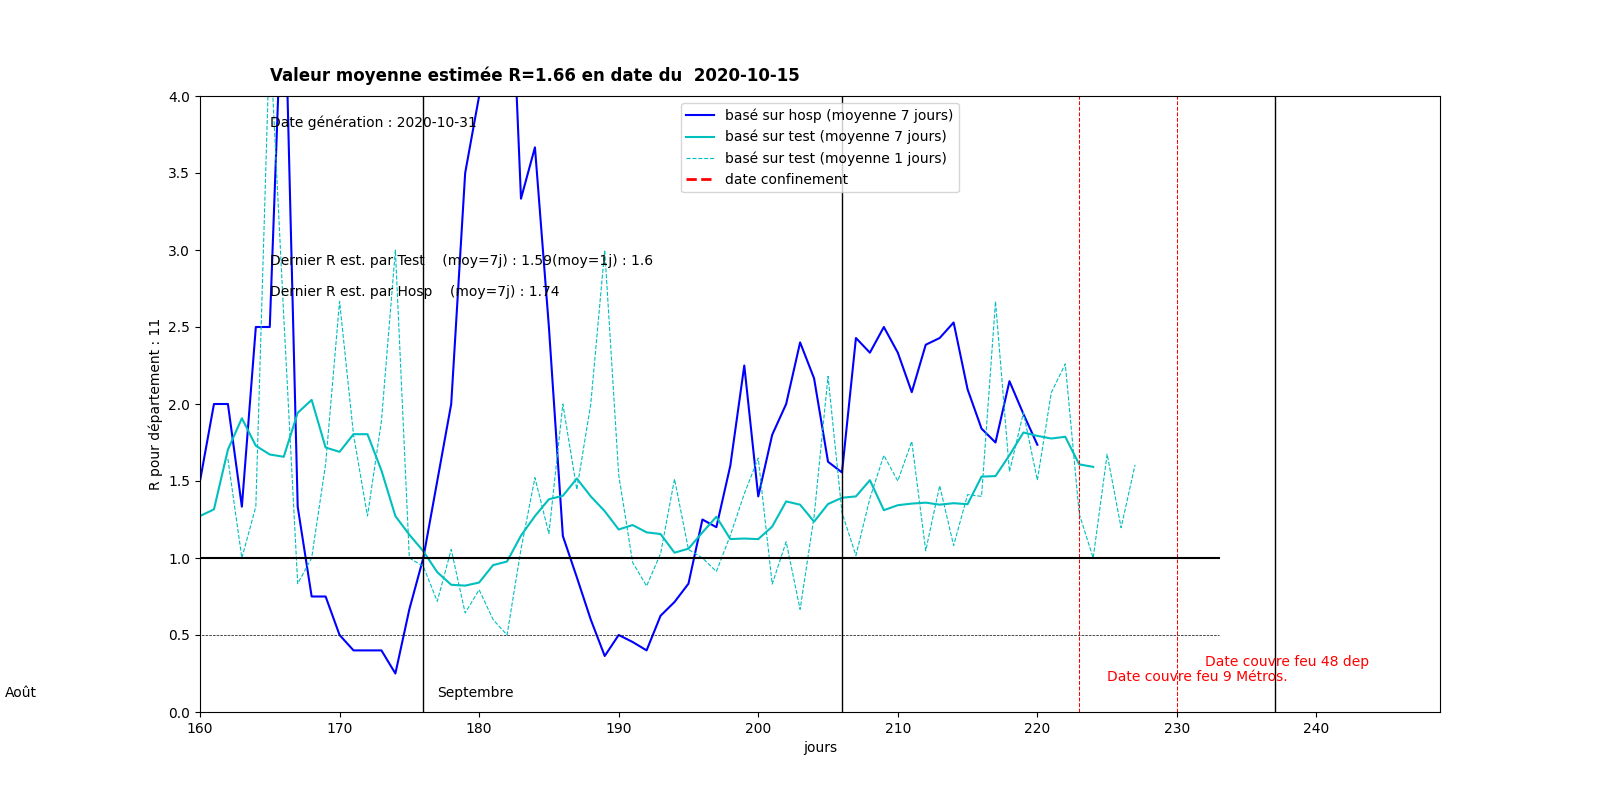 Valeur moyenne estimée R=1.66 en date du  2020-10-15
4.0
Date génération : 2020-10-31
basé sur hosp (moyenne 7 jours)
basé sur test (moyenne 7 jours)
basé sur test (moyenne 1 jours)
date confinement
3.5
3.0
Dernier R est. par Test    (moy=7j) : 1.59(moy=1j) : 1.6
Dernier R est. par Hosp    (moy=7j) : 1.74
2.5
2.0
R pour département : 11
1.5
1.0
0.5
Date couvre feu 48 dep
Date couvre feu 9 Métros.
Août
Septembre
0.0
160 170 180 190 200 210 220 230 240
jours